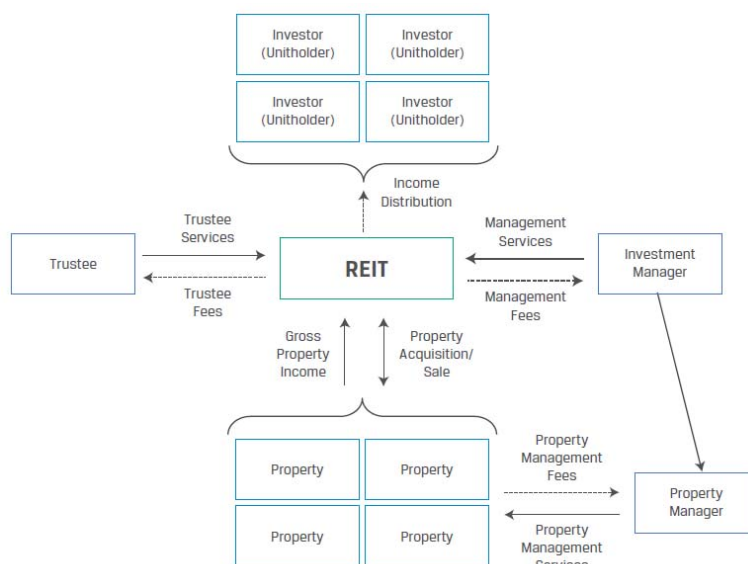 Investor
(Unitholder)
Investor
(Unitholder)
Investor
(Unitholder)
Investor
(Unitholder)
Income
Distribution
Trustee
Trustee
Services
Trustee
Fees
REIT
Management
Services
Management
Fees
Investment
Manager
Gross
Property
Income
Property
Acquisition/
Sale
Property
Property
Property
Property
Property
Management
Fees
Property
Management
Services
Property
Manager